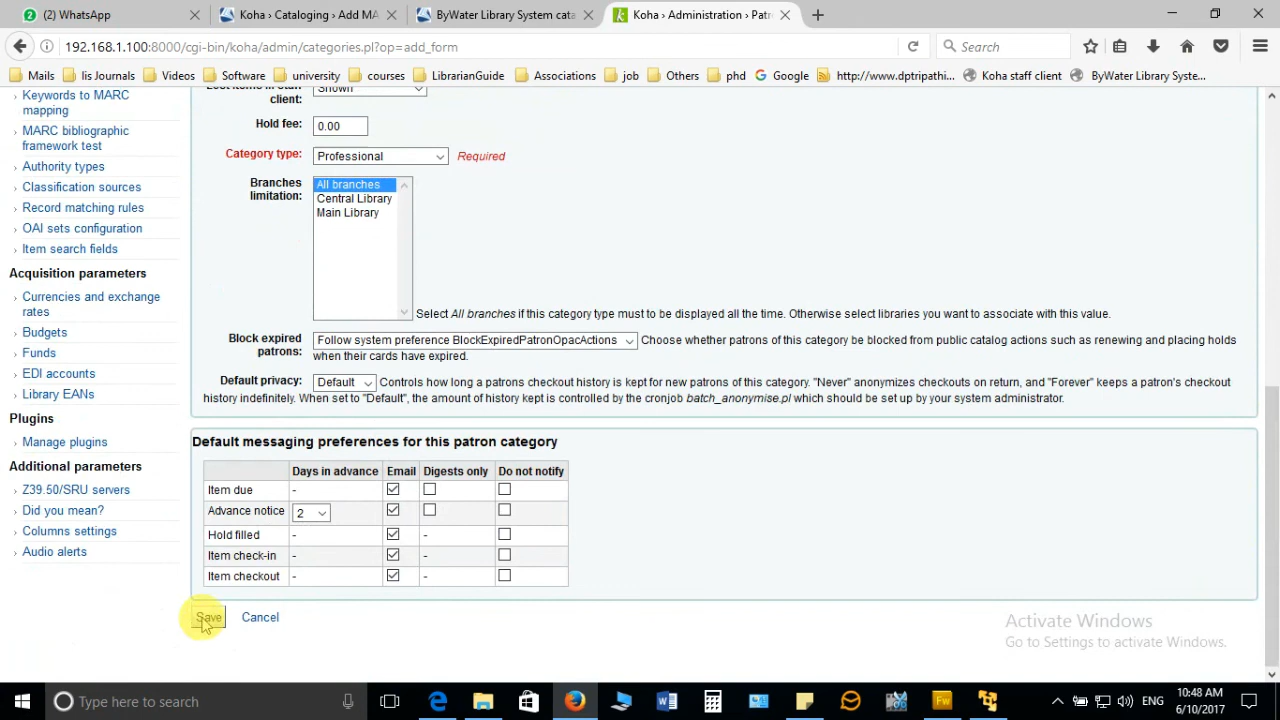 (2) WhatsApp
Koha › Cataloging › Add MA
ByWater Library System cata
Koha › Administration › Patr
192.168.1.100:8000/cgi-bin/koha/admin/categories.pl?op=add_form
Search
Mails
lis Journals
Videos
Software
university
courses
LibrarianGuide
Associations
job
Others
phd
Google
http://www.dptripathi...
Koha staff client
ByWater Library Syste...
Keywords to MARC
mapping
MARC bibliographic
framework test
Authority types
Classification sources
Record matching rules
OAI sets configuration
Item search fields
Acquisition parameters
Currencies and exchange
rates
Budgets
Funds
EDI accounts
Library EANs
Plugins
Manage plugins
Additional parameters
Z39.50/SRU servers
Did you mean?
Columns settings
Audio alerts
Lost items in staff
client:
Shown
Hold fee: 0.00
Category type: Professional Required
Branches
limitation:
All branches
Central Library
Main Library
Select All branches if this category type must to be displayed all the time. Otherwise select libraries you want to associate with this value.
Block expired
patrons:
Follow system preference BlockExpiredPatronOpacActions Choose whether patrons of this category be blocked from public catalog actions such as renewing and placing holds
when their cards have expired.
Default privacy: Default Controls how long a patrons checkout history is kept for new patrons of this category. "Never" anonymizes checkouts on return, and "Forever" keeps a patron's checkout
history indefinitely. When set to "Default", the amount of history kept is controlled by the cronjob batch_anonymise.pl which should be set up by your system administrator.
Default messaging preferences for this patron category
Days in advance Email Digests only Do not notify
Item due -
Advance notice 2
Hold filled - -
Item check-in - -
Item checkout - -
Save Cancel
Activate Windows
Go to Settings to activate Windows.
Type here to search
ENG
10:48 AM
6/10/2017